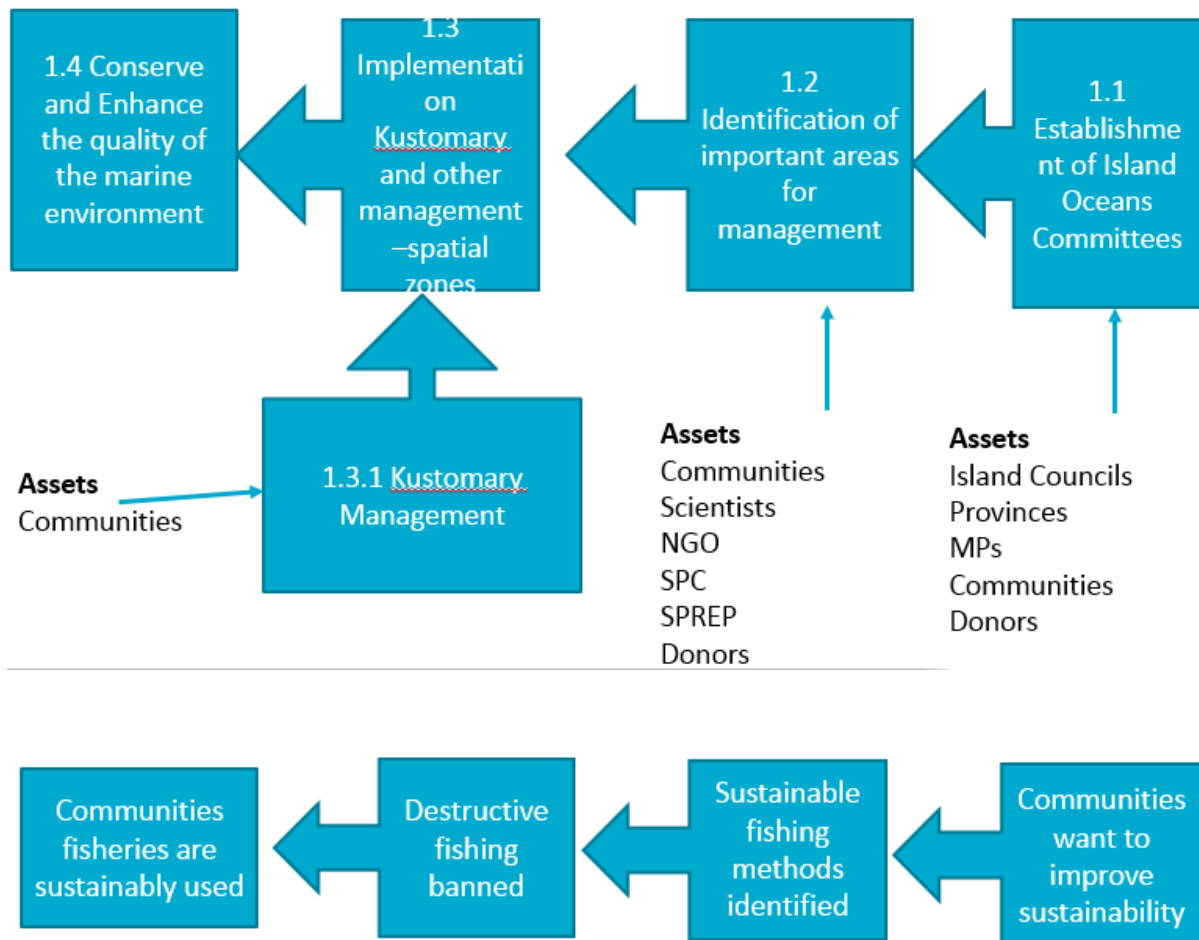 1.4 Conserve
and Enhance
the quality of
the marine
environment
1.3
Implementati
on
Kustomary
and other
management
–spatial
zones
1.2
Identification of
important areas
for
management
1.1
Establishme
nt of Island
Oceans
Committees
Assets
Communities
1.3.1 Kustomary
Management
Assets
Communities
Scientists
NGO
SPC
SPREP
Donors
Assets
Island Councils
Provinces
MPs
Communities
Donors
Communities
fisheries are
sustainably used
Destructive
fishing
banned
Sustainable
fishing
methods
identified
Communities
want to
improve
sustainability